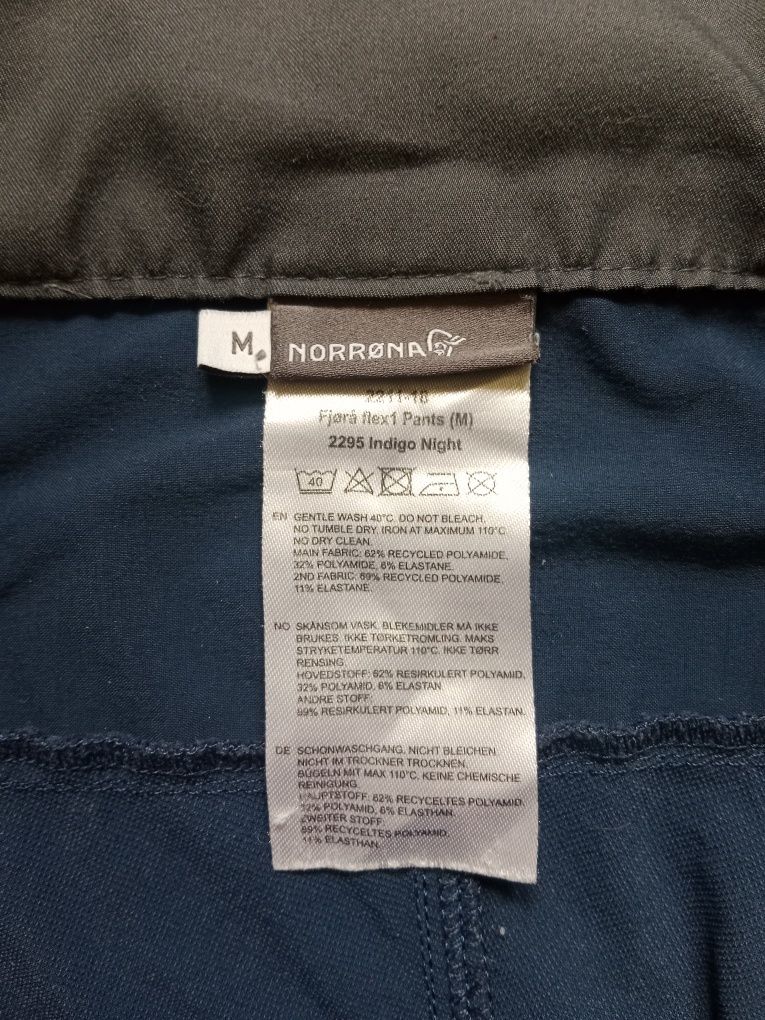 M
NORRØNA
2211-18
Fjørå flex1 Pants (M)
2295 Indigo Night
40
EN GENTLE WASH 40°C. DO NOT BLEACH.
NO TUMBLE DRY. IRON AT MAXIMUM 110°C.
NO DRY CLEAN.
MAIN FABRIC: 62% RECYCLED POLYAMIDE,
32% POLYAMIDE, 6% ELASTANE.
2ND FABRIC: 89% RECYCLED POLYAMIDE,
11% ELASTANE.
NO SKÅNSOM VASK. BLEKEMIDLER MÅ IKKE
BRUKES. IKKE TØRKETROMLING. MAKS
STRYKETEMPERATUR 110°C. IKKE TØRR
RENSING.
HOVEDSTOFF: 62% RESIRKULERT POLYAMID,
32% POLYAMID, 6% ELASTAN.
ANDRE STOFF:
89% RESIRKULERT POLYAMID, 11% ELASTAN.
DE SCHONWASCHGANG. NICHT BLEICHEN.
NICHT IM TROCKNER TROCKNEN.
BÜGELN MIT MAX 110°C. KEINE CHEMISCHE
REINIGUNG.
HAUPTSTOFF: 62% RECYCELTES POLYAMID,
32% POLYAMID, 6% ELASTHAN.
ZWEITER STOFF:
89% RECYCELTES POLYAMID,
11% ELASTHAN.